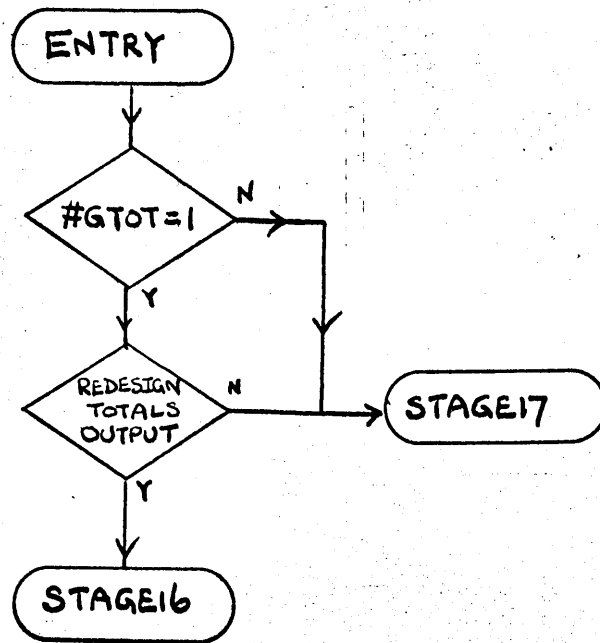 ENTRY
#GTOT=1
N
Y
REDESIGN
TOTALS
OUTPUT
N
STAGE17
Y
STAGE16